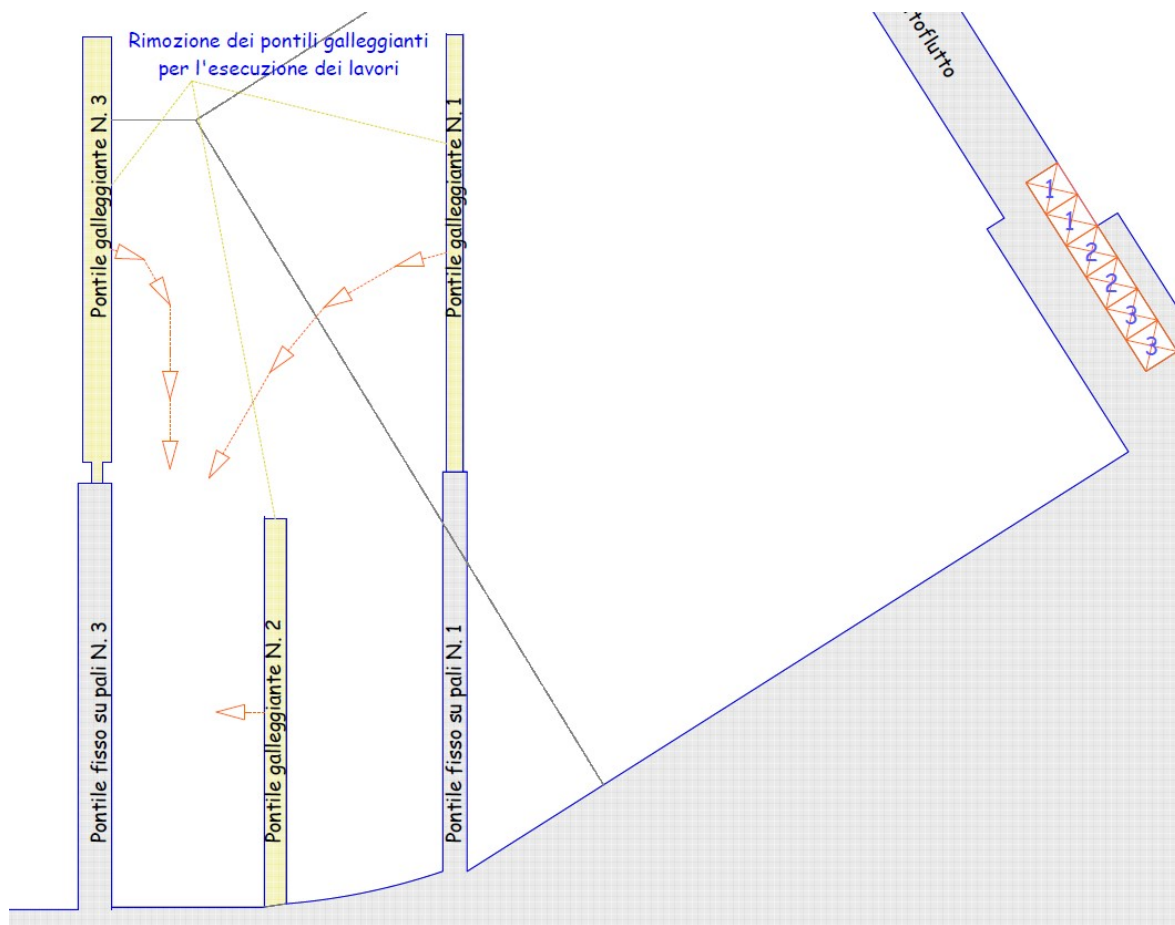 Rimozione dei pontili galleggianti
per l'esecuzione dei lavori
Pontile galleggiante N. 3
Pontile galleggiante N. 1
toflutto
1
1
2
2
3
3
Pontile fisso su pali N. 3
Pontile galleggiante N. 2
Pontile fisso su pali N. 1